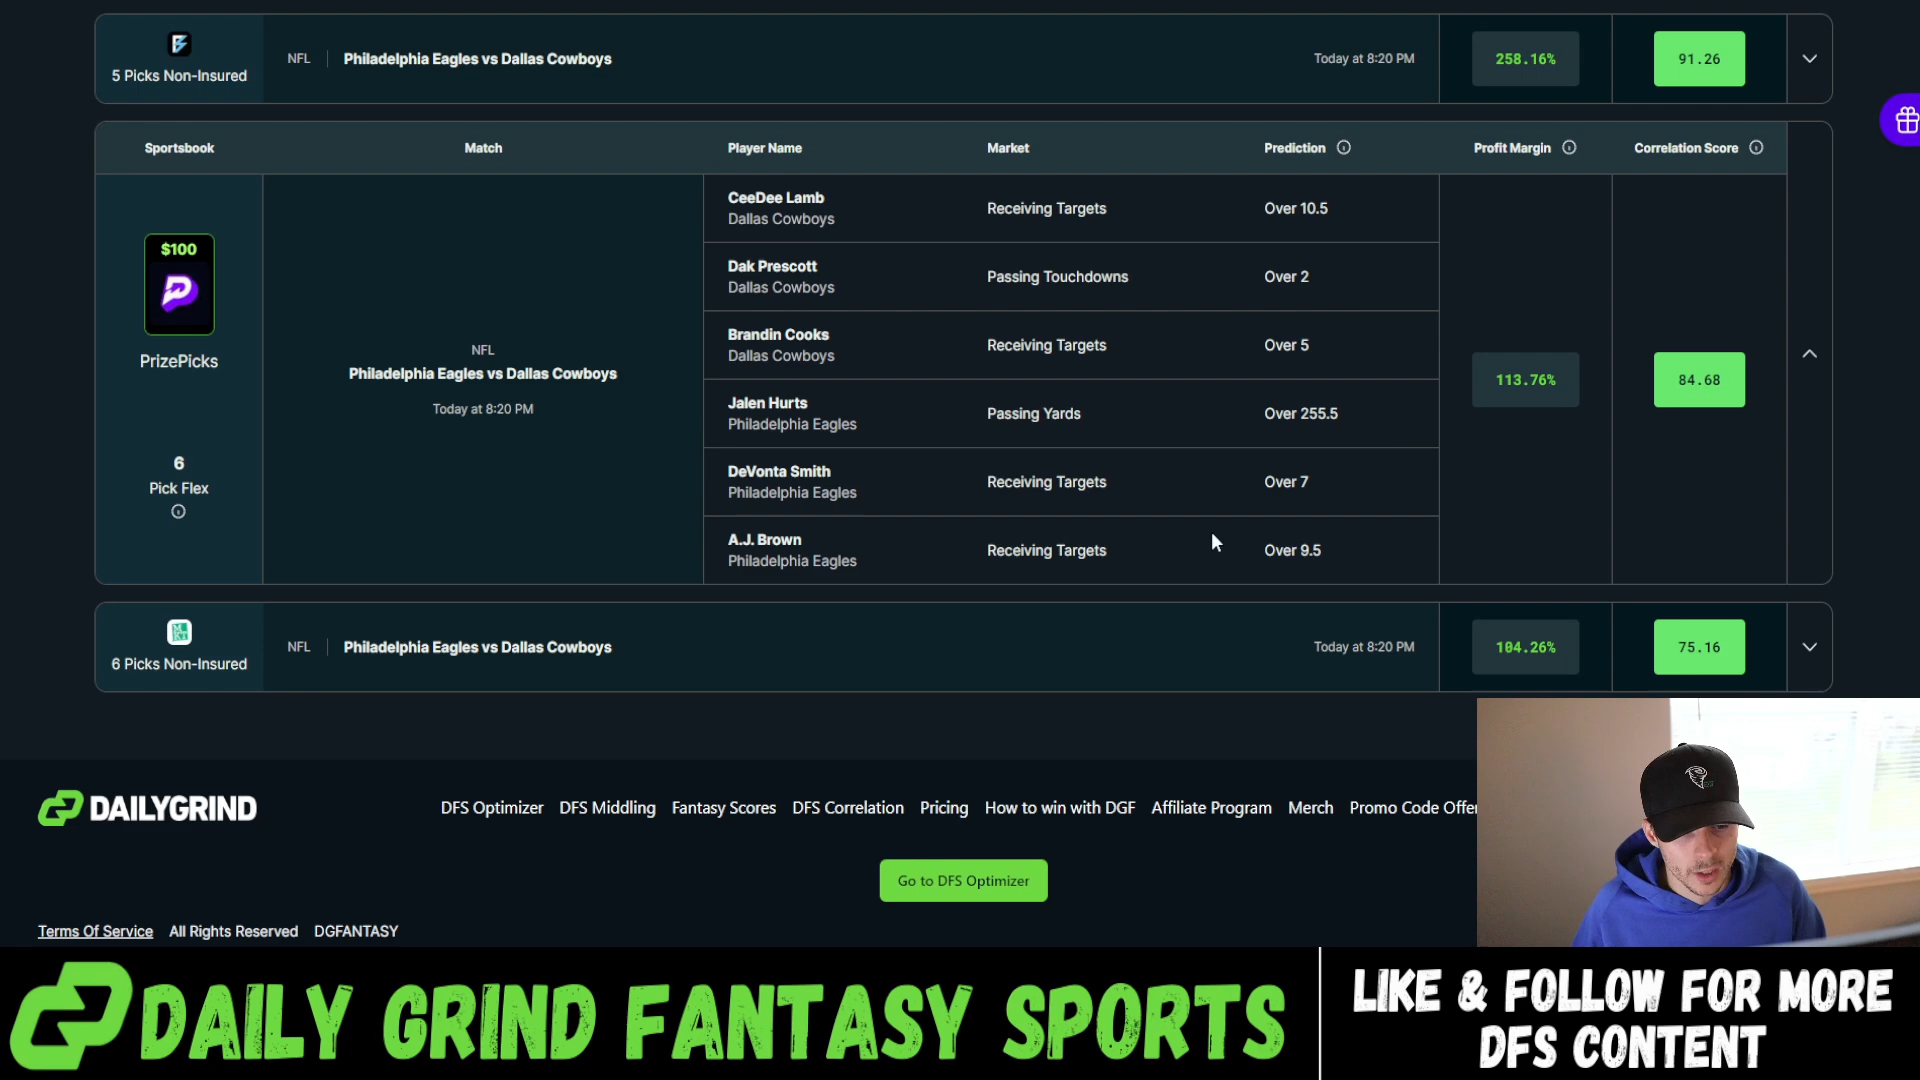 5 Picks Non-Insured
NFL
Philadelphia Eagles vs Dallas Cowboys
Today at 8:20 PM
258.16%
91.26
Sportsbook
Match
Player Name
Market
Prediction
Profit Margin
Correlation Score
$100
PrizePicks
6
Pick Flex
NFL
Philadelphia Eagles vs Dallas Cowboys
Today at 8:20 PM
CeeDee Lamb
Dallas Cowboys
Receiving Targets
Over 10.5
Dak Prescott
Dallas Cowboys
Passing Touchdowns
Over 2
Brandin Cooks
Dallas Cowboys
Receiving Targets
Over 5
Jalen Hurts
Philadelphia Eagles
Passing Yards
Over 255.5
DeVonta Smith
Philadelphia Eagles
Receiving Targets
Over 7
A.J. Brown
Philadelphia Eagles
Receiving Targets
Over 9.5
113.76%
84.68
6 Picks Non-Insured
NFL
Philadelphia Eagles vs Dallas Cowboys
Today at 8:20 PM
104.26%
75.16
DAILYGRIND
DFS Optimizer
DFS Middling
Fantasy Scores
DFS Correlation
Pricing
How to win with DGF
Affiliate Program
Merch
Promo Code Offer
Go to DFS Optimizer
Terms Of Service
All Rights Reserved
DGFANTASY
DAILY GRIND FANTASY SPORTS
LIKE & FOLLOW FOR MORE
DFS CONTENT